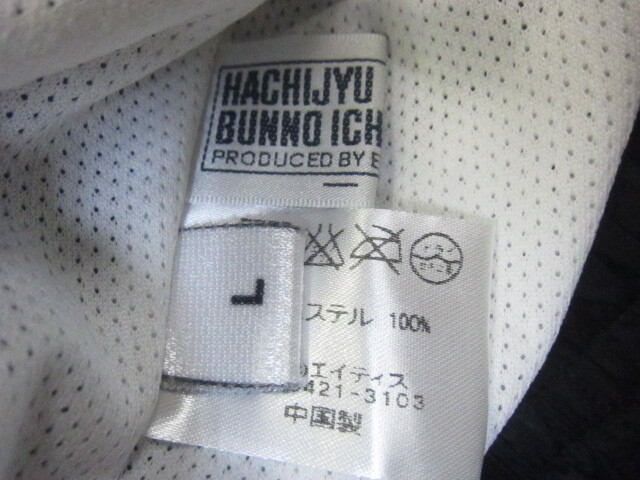 HACHIJYU
BUNNO ICH
PRODUCED BY E
L
ステル 100%
エイティス
421-3103
中国製